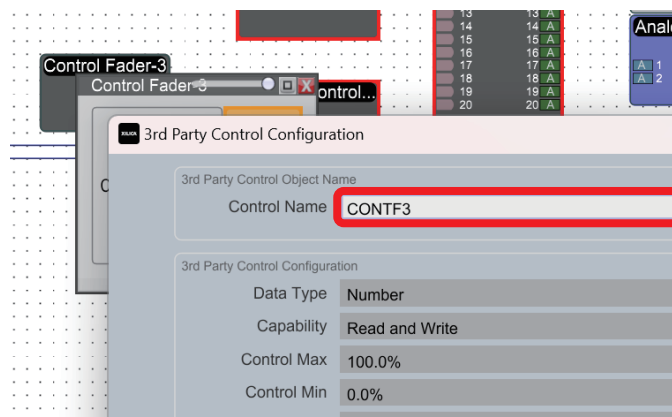 13 13 A
14 14 A
15 15 A
16 16 A
17 17 A
18 18 A
19 19 A
20 20 A
Analo
A 1
A 2
Control Fader-3
Control Fader-3
ontrol...
XILICA 3rd Party Control Configuration
3rd Party Control Object Name
Control Name CONTF3
3rd Party Control Configuration
Data Type Number
Capability Read and Write
Control Max 100.0%
Control Min 0.0%